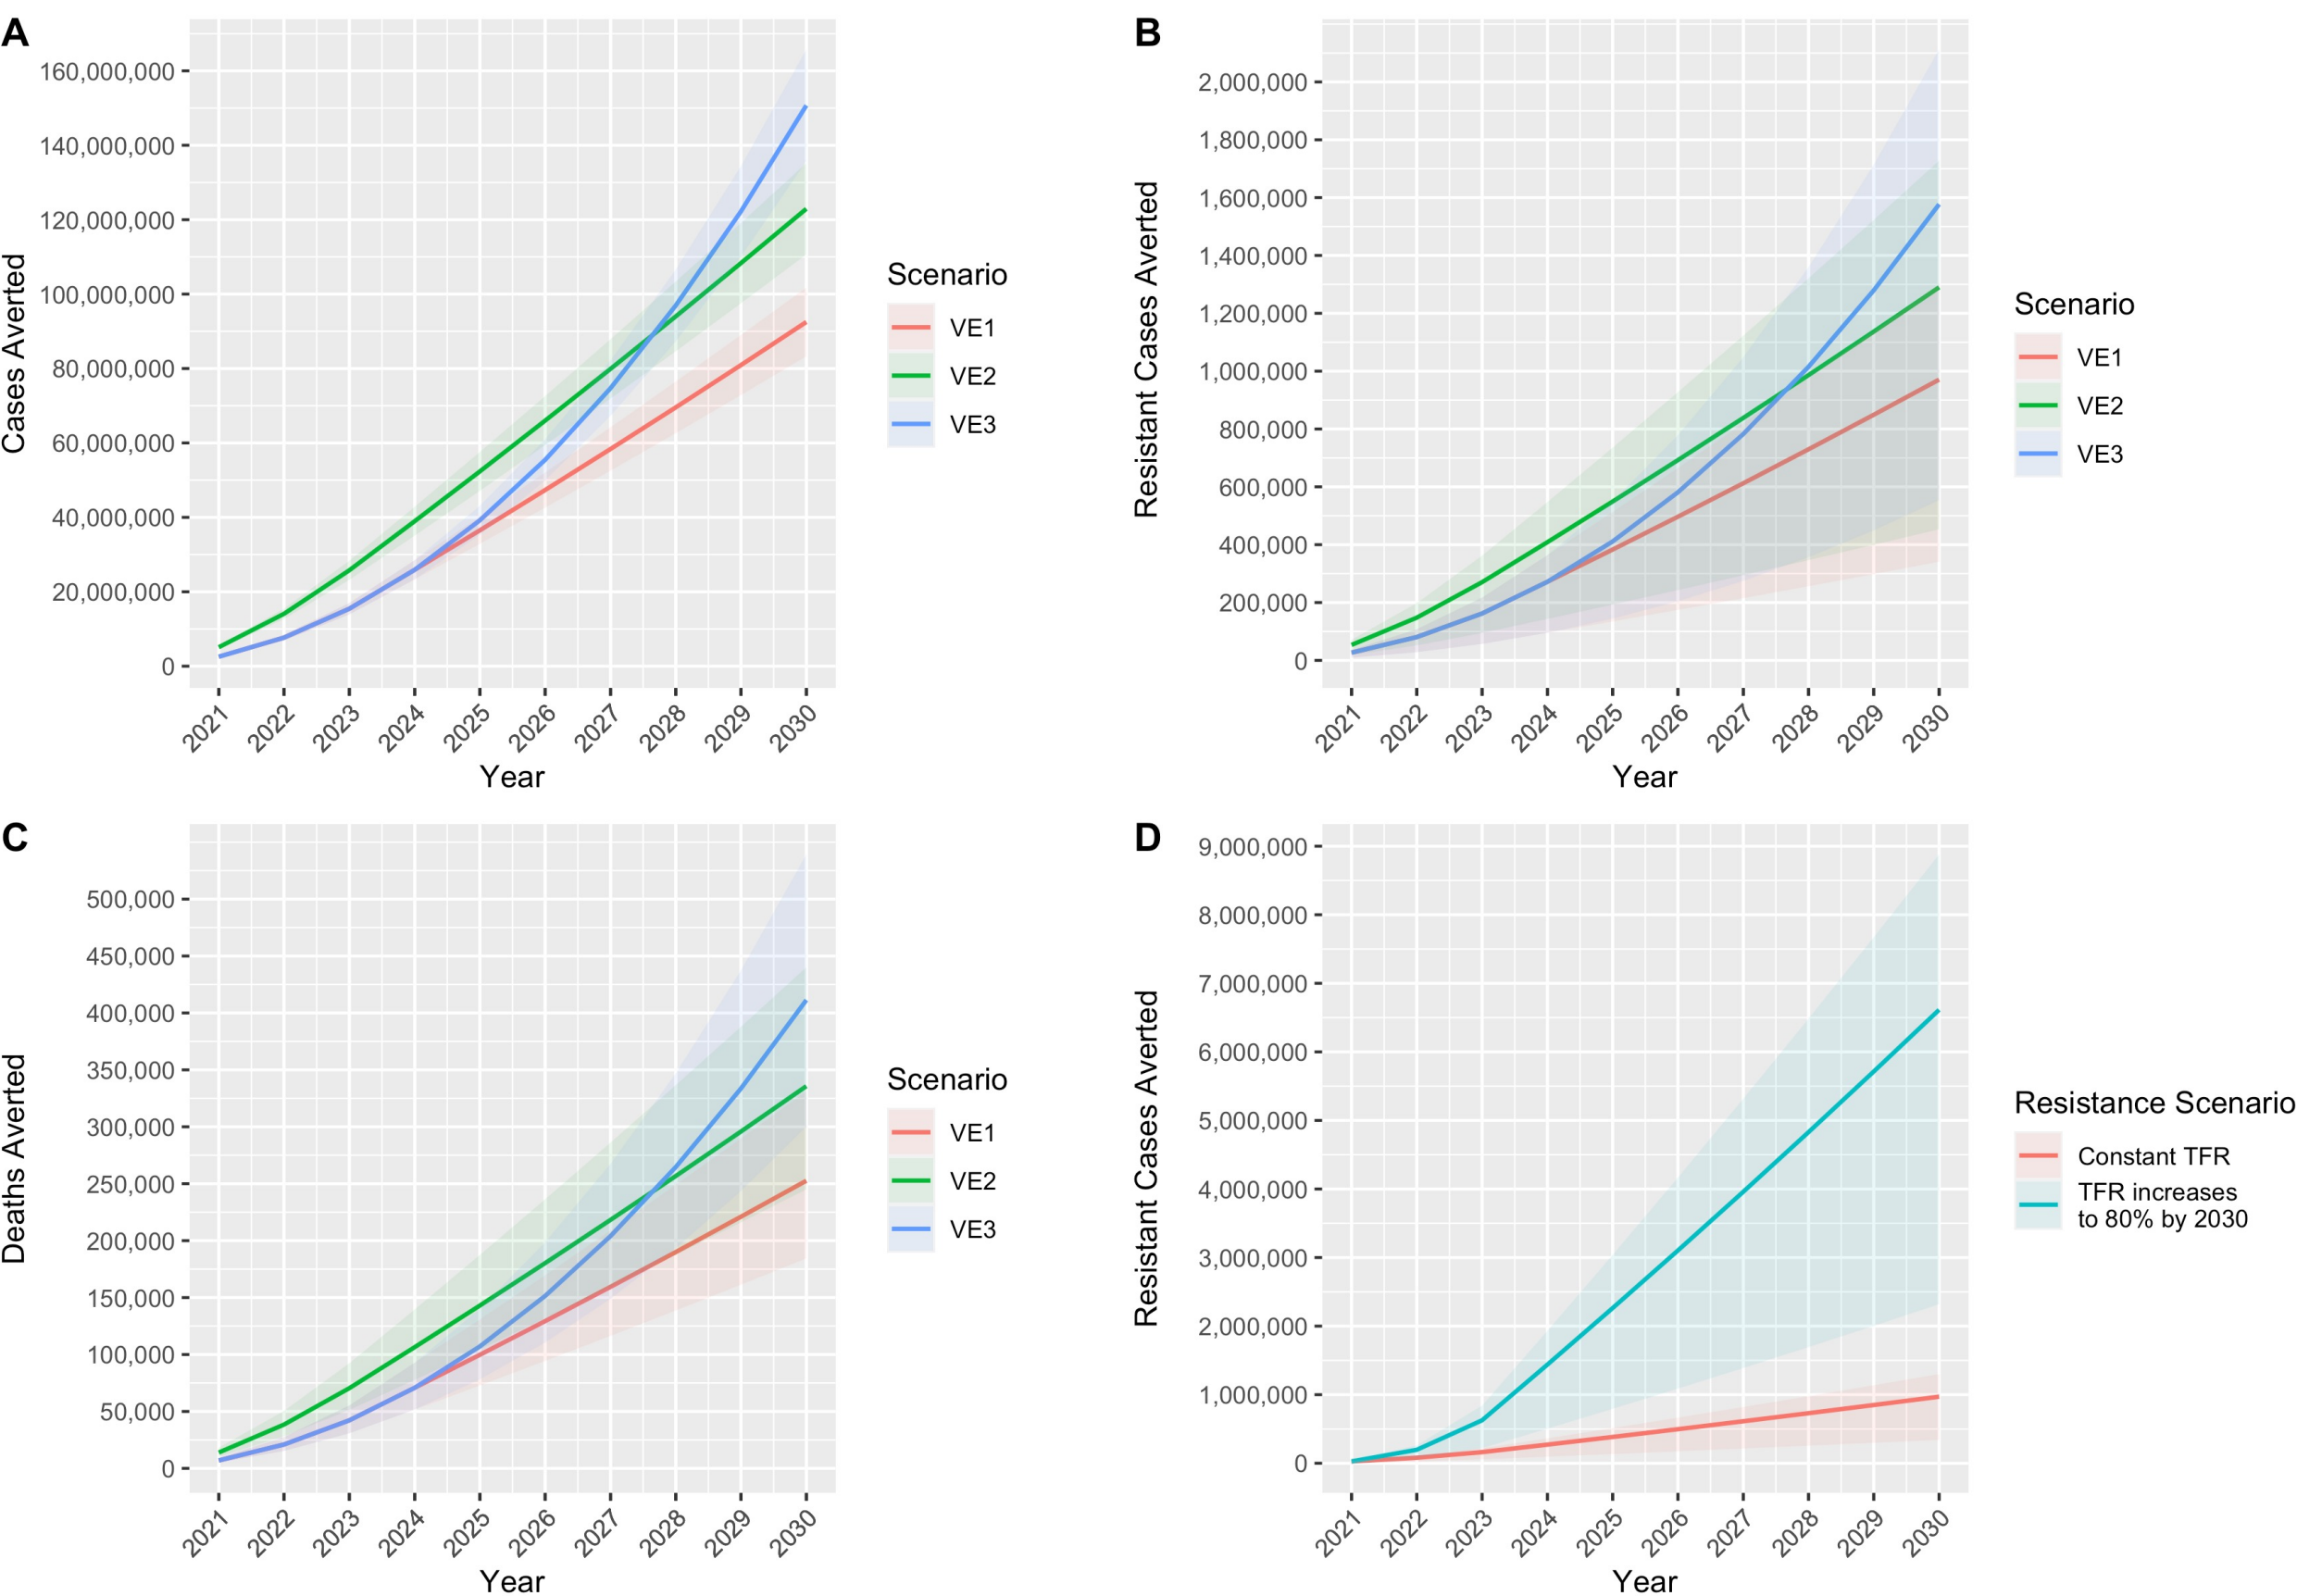 A
160,000,000
140,000,000
120,000,000
100,000,000
80,000,000
60,000,000
40,000,000
20,000,000
0
Cases Averted
2021
2022
2023
2024
2025
2026
2027
2028
2029
2030
Year
Scenario
VE1
VE2
VE3
B
2,000,000
1,800,000
1,600,000
1,400,000
1,200,000
1,000,000
800,000
600,000
400,000
200,000
0
Resistant Cases Averted
2021
2022
2023
2024
2025
2026
2027
2028
2029
2030
Year
Scenario
VE1
VE2
VE3
C
500,000
450,000
400,000
350,000
300,000
250,000
200,000
150,000
100,000
50,000
0
Deaths Averted
2021
2022
2023
2024
2025
2026
2027
2028
2029
2030
Year
Scenario
VE1
VE2
VE3
D
9,000,000
8,000,000
7,000,000
6,000,000
5,000,000
4,000,000
3,000,000
2,000,000
1,000,000
0
Resistant Cases Averted
2021
2022
2023
2024
2025
2026
2027
2028
2029
2030
Year
Resistance Scenario
Constant TFR
TFR increases
to 80% by 2030